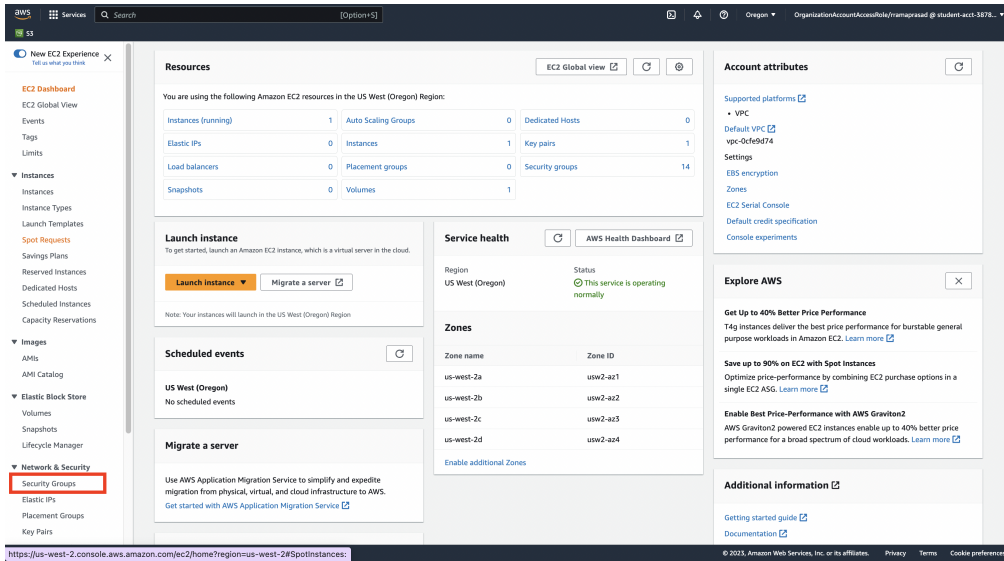 aws
Services
Search
[Option+S]
Oregon
OrganizationAccountAccessRole/rramaprasad @ student-acct-3878...
S3
New EC2 Experience
Tell us what you think
EC2 Dashboard
EC2 Global View
Events
Tags
Limits
Instances
Instances
Instance Types
Launch Templates
Spot Requests
Savings Plans
Reserved Instances
Dedicated Hosts
Scheduled Instances
Capacity Reservations
Images
AMIs
AMI Catalog
Elastic Block Store
Volumes
Snapshots
Lifecycle Manager
Network & Security
Security Groups
Elastic IPs
Placement Groups
Key Pairs
https://us-west-2.console.aws.amazon.com/ec2/home?region=us-west-2#SpotInstances:
Resources
EC2 Global view
You are using the following Amazon EC2 resources in the US West (Oregon) Region:
Instances (running) 1 Auto Scaling Groups 0 Dedicated Hosts 0
Elastic IPs 0 Instances 1 Key pairs 1
Load balancers 0 Placement groups 0 Security groups 14
Snapshots 0 Volumes 1
Launch instance
To get started, launch an Amazon EC2 instance, which is a virtual server in the cloud.
Launch instance Migrate a server
Note: Your instances will launch in the US West (Oregon) Region
Scheduled events
US West (Oregon)
No scheduled events
Migrate a server
Use AWS Application Migration Service to simplify and expedite
migration from physical, virtual, and cloud infrastructure to AWS.
Get started with AWS Application Migration Service
Service health
AWS Health Dashboard
Region Status
US West (Oregon) This service is operating
normally
Zones
Zone name Zone ID
us-west-2a usw2-az1
us-west-2b usw2-az2
us-west-2c usw2-az3
us-west-2d usw2-az4
Enable additional Zones
Account attributes
Supported platforms
• VPC
Default VPC
vpc-0cfe9d74
Settings
EBS encryption
Zones
EC2 Serial Console
Default credit specification
Console experiments
Explore AWS
Get Up to 40% Better Price Performance
T4g instances deliver the best price performance for burstable general
purpose workloads in Amazon EC2. Learn more
Save up to 90% on EC2 with Spot Instances
Optimize price-performance by combining EC2 purchase options in a
single EC2 ASG. Learn more
Enable Best Price-Performance with AWS Graviton2
AWS Graviton2 powered EC2 instances enable up to 40% better price
performance for a broad spectrum of cloud workloads. Learn more
Additional information
Getting started guide
Documentation
© 2023, Amazon Web Services, Inc. or its affiliates. Privacy Terms Cookie preferences